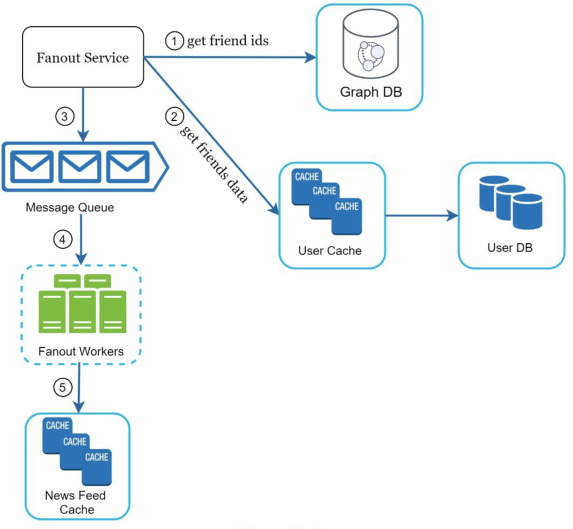 1 get friend ids
Fanout Service
Graph DB
3
2 get friends data
CACHE
CACHE
CACHE
Message Queue
User Cache
User DB
4
Fanout Workers
5
CACHE
CACHE
CACHE
News Feed
Cache